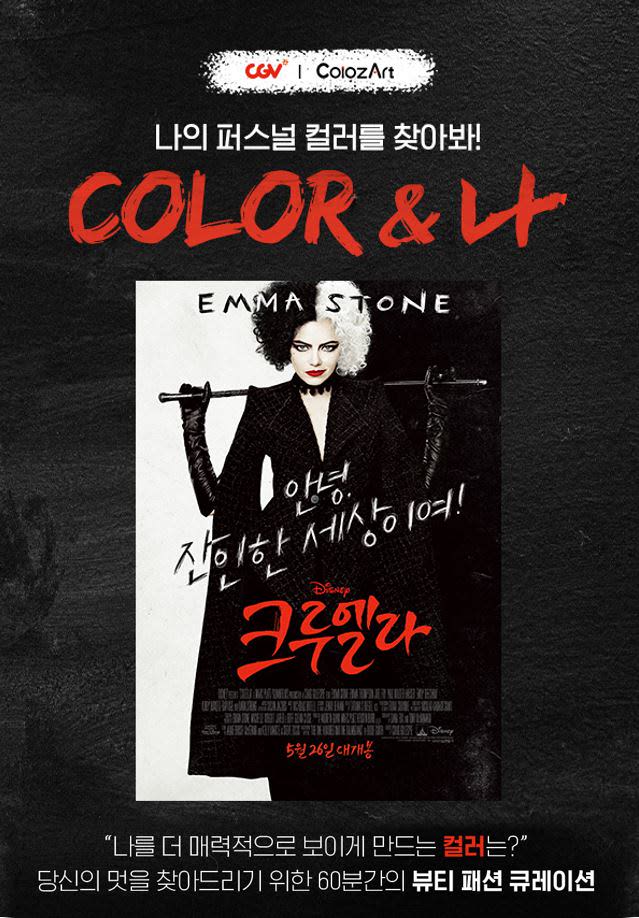 CGV | ColozArt
나의 퍼스널 컬러를 찾아봐!
COLOR & 나
EMMA STONE
안녕,
잔인한 세상이여!
Disney
크루엘라
Disney
5월 26일 대개봉
“나를 더 매력적으로 보이게 만드는 컬러는?”
당신의 멋을 찾아드리기 위한 60분간의 뷰티 패션 큐레이션